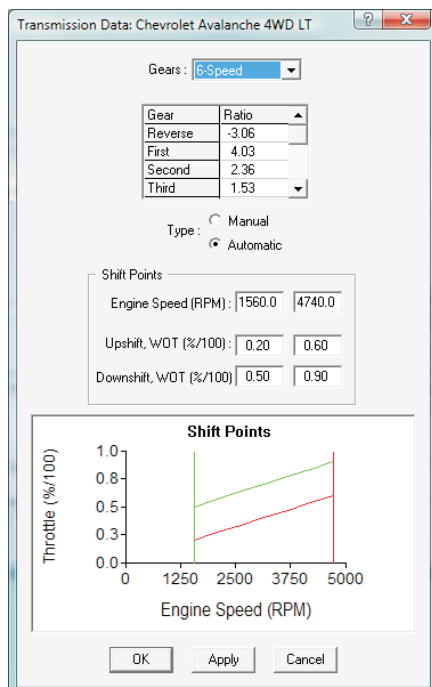 Transmission Data: Chevrolet Avalanche 4WD LT
Gears : 6-Speed
Gear Ratio
Reverse -3.06
First 4.03
Second 2.36
Third 1.53
Type : Manual
Automatic
Shift Points
Engine Speed (RPM) : 1560.0 4740.0
Upshift, WOT (%/100) : 0.20 0.60
Downshift, WOT (%/100) 0.50 0.90
Shift Points
Throttle (%/100)
1.0
0.8
0.5
0.3
0.0
0 1250 2500 3750 5000
Engine Speed (RPM)
OK Apply Cancel